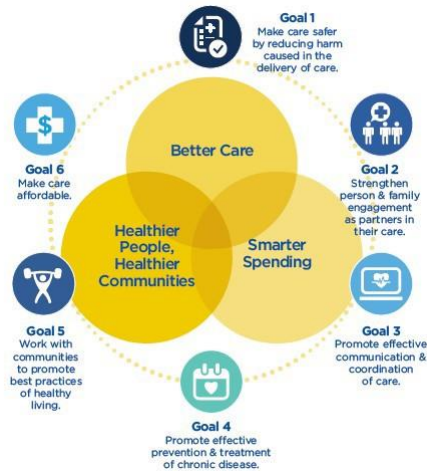 Goal 1
Make care safer
by reducing harm
caused in the
delivery of care.
Better Care
Goal 6
Make care
affordable.
Goal 2
Strengthen
person & family
engagement
as partners in
their care.
Healthier
People,
Healthier
Communities
Smarter
Spending
Goal 5
Work with
communities
to promote
best practices
of healthy
living.
Goal 3
Promote effective
communication &
coordination
of care.
Goal 4
Promote effective
prevention & treatment
of chronic disease.